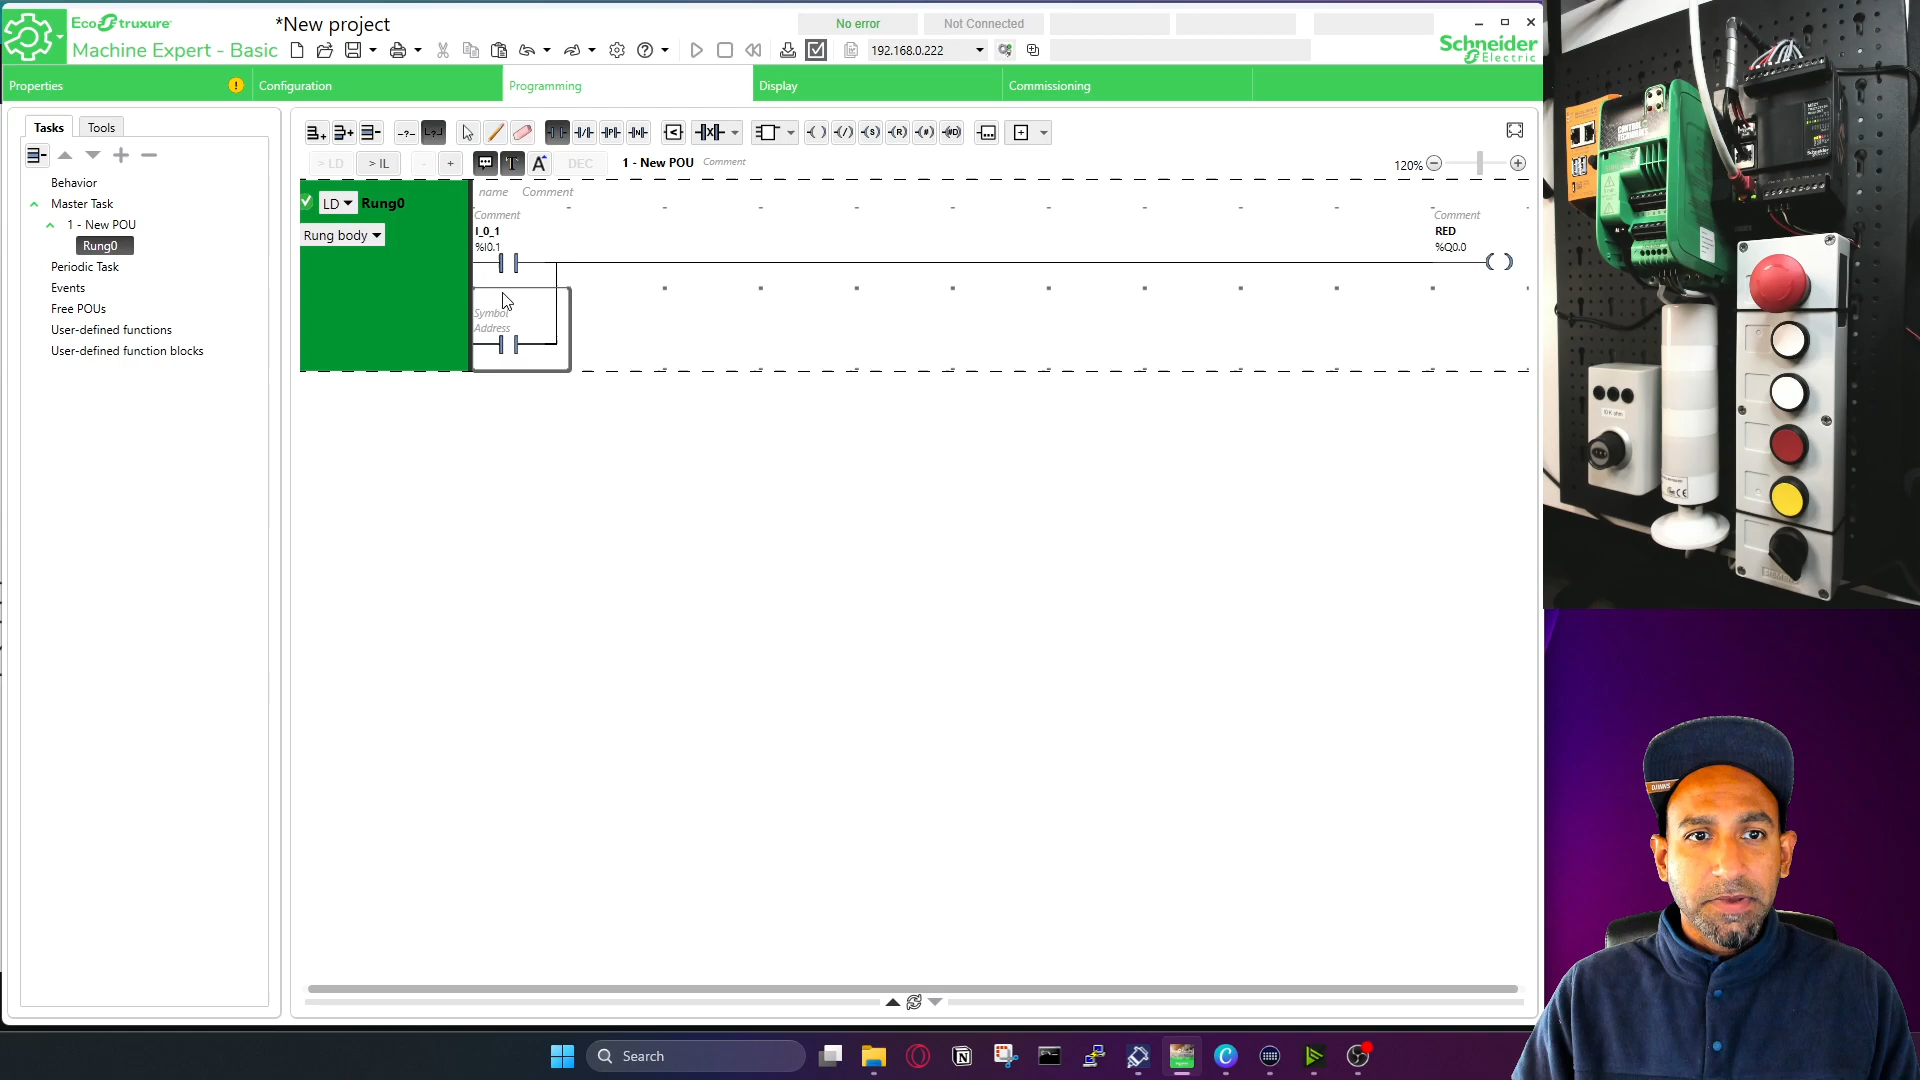 EcoStruxure
Machine Expert - Basic
*New project
No error
Not Connected
192.168.0.222
Schneider
Electric
Properties
Configuration
Programming
Display
Commissioning
Tasks
Tools
Behavior
Master Task
1 - New POU
Rung0
Periodic Task
Events
Free POUs
User-defined functions
User-defined function blocks
> LD
> IL
-
+
T
A
DEC
1 - New POU
Comment
120%
LD
Rung0
Rung body
name
Comment
Comment
I_0_1
%I0.1
Symbol
Address
Comment
RED
%Q0.0
Search
10 K ohm